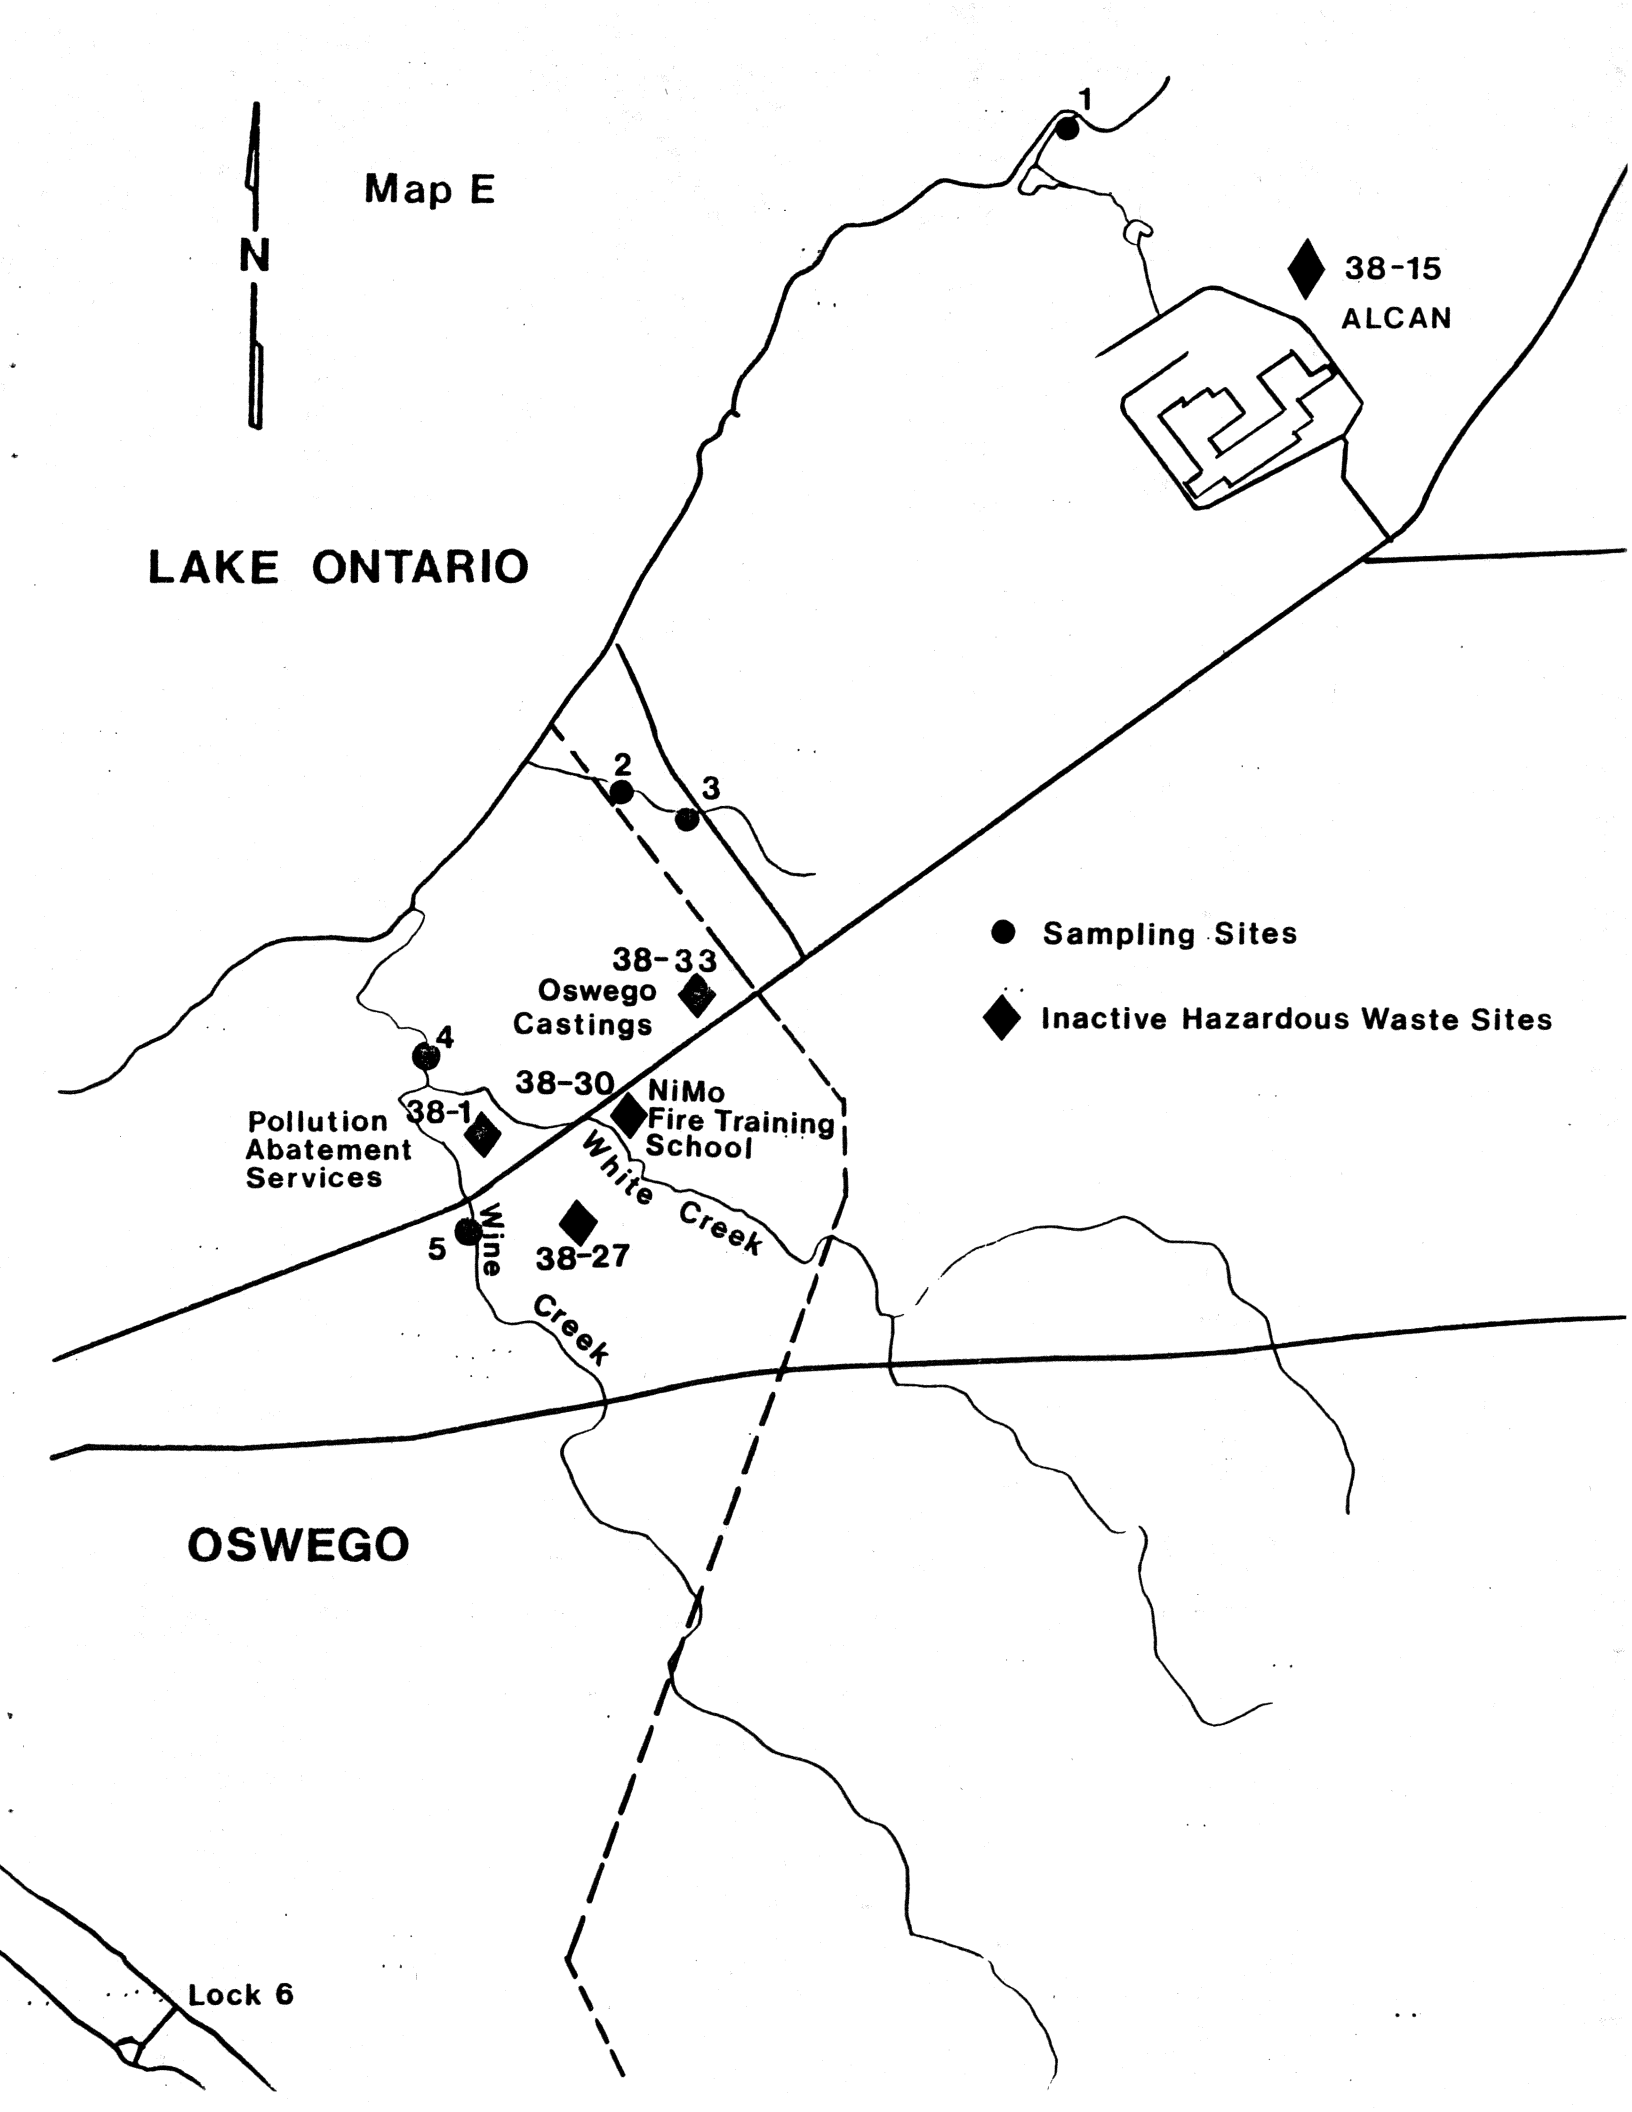 1
Map E
N
38-15
ALCAN
LAKE ONTARIO
2
3
Sampling Sites
38-33
Oswego
Castings
Inactive Hazardous Waste Sites
4
38-30
NiMo
Fire Training
School
38-1
Pollution
Abatement
Services
White Creek
5
Wine Creek
38-27
OSWEGO
Lock 6